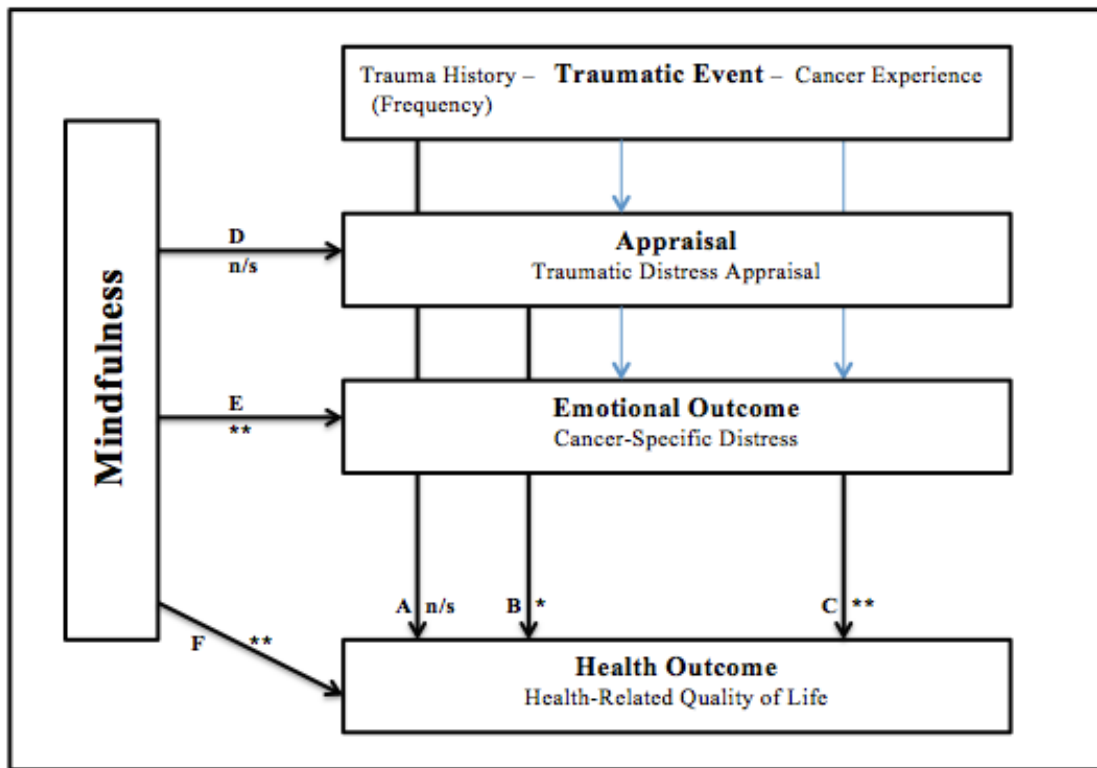 Trauma History – Traumatic Event – Cancer Experience
(Frequency)
Mindfulness
D
n/s
Appraisal
Traumatic Distress Appraisal
E
**
Emotional Outcome
Cancer-Specific Distress
A n/s
B *
C **
F **
Health Outcome
Health-Related Quality of Life